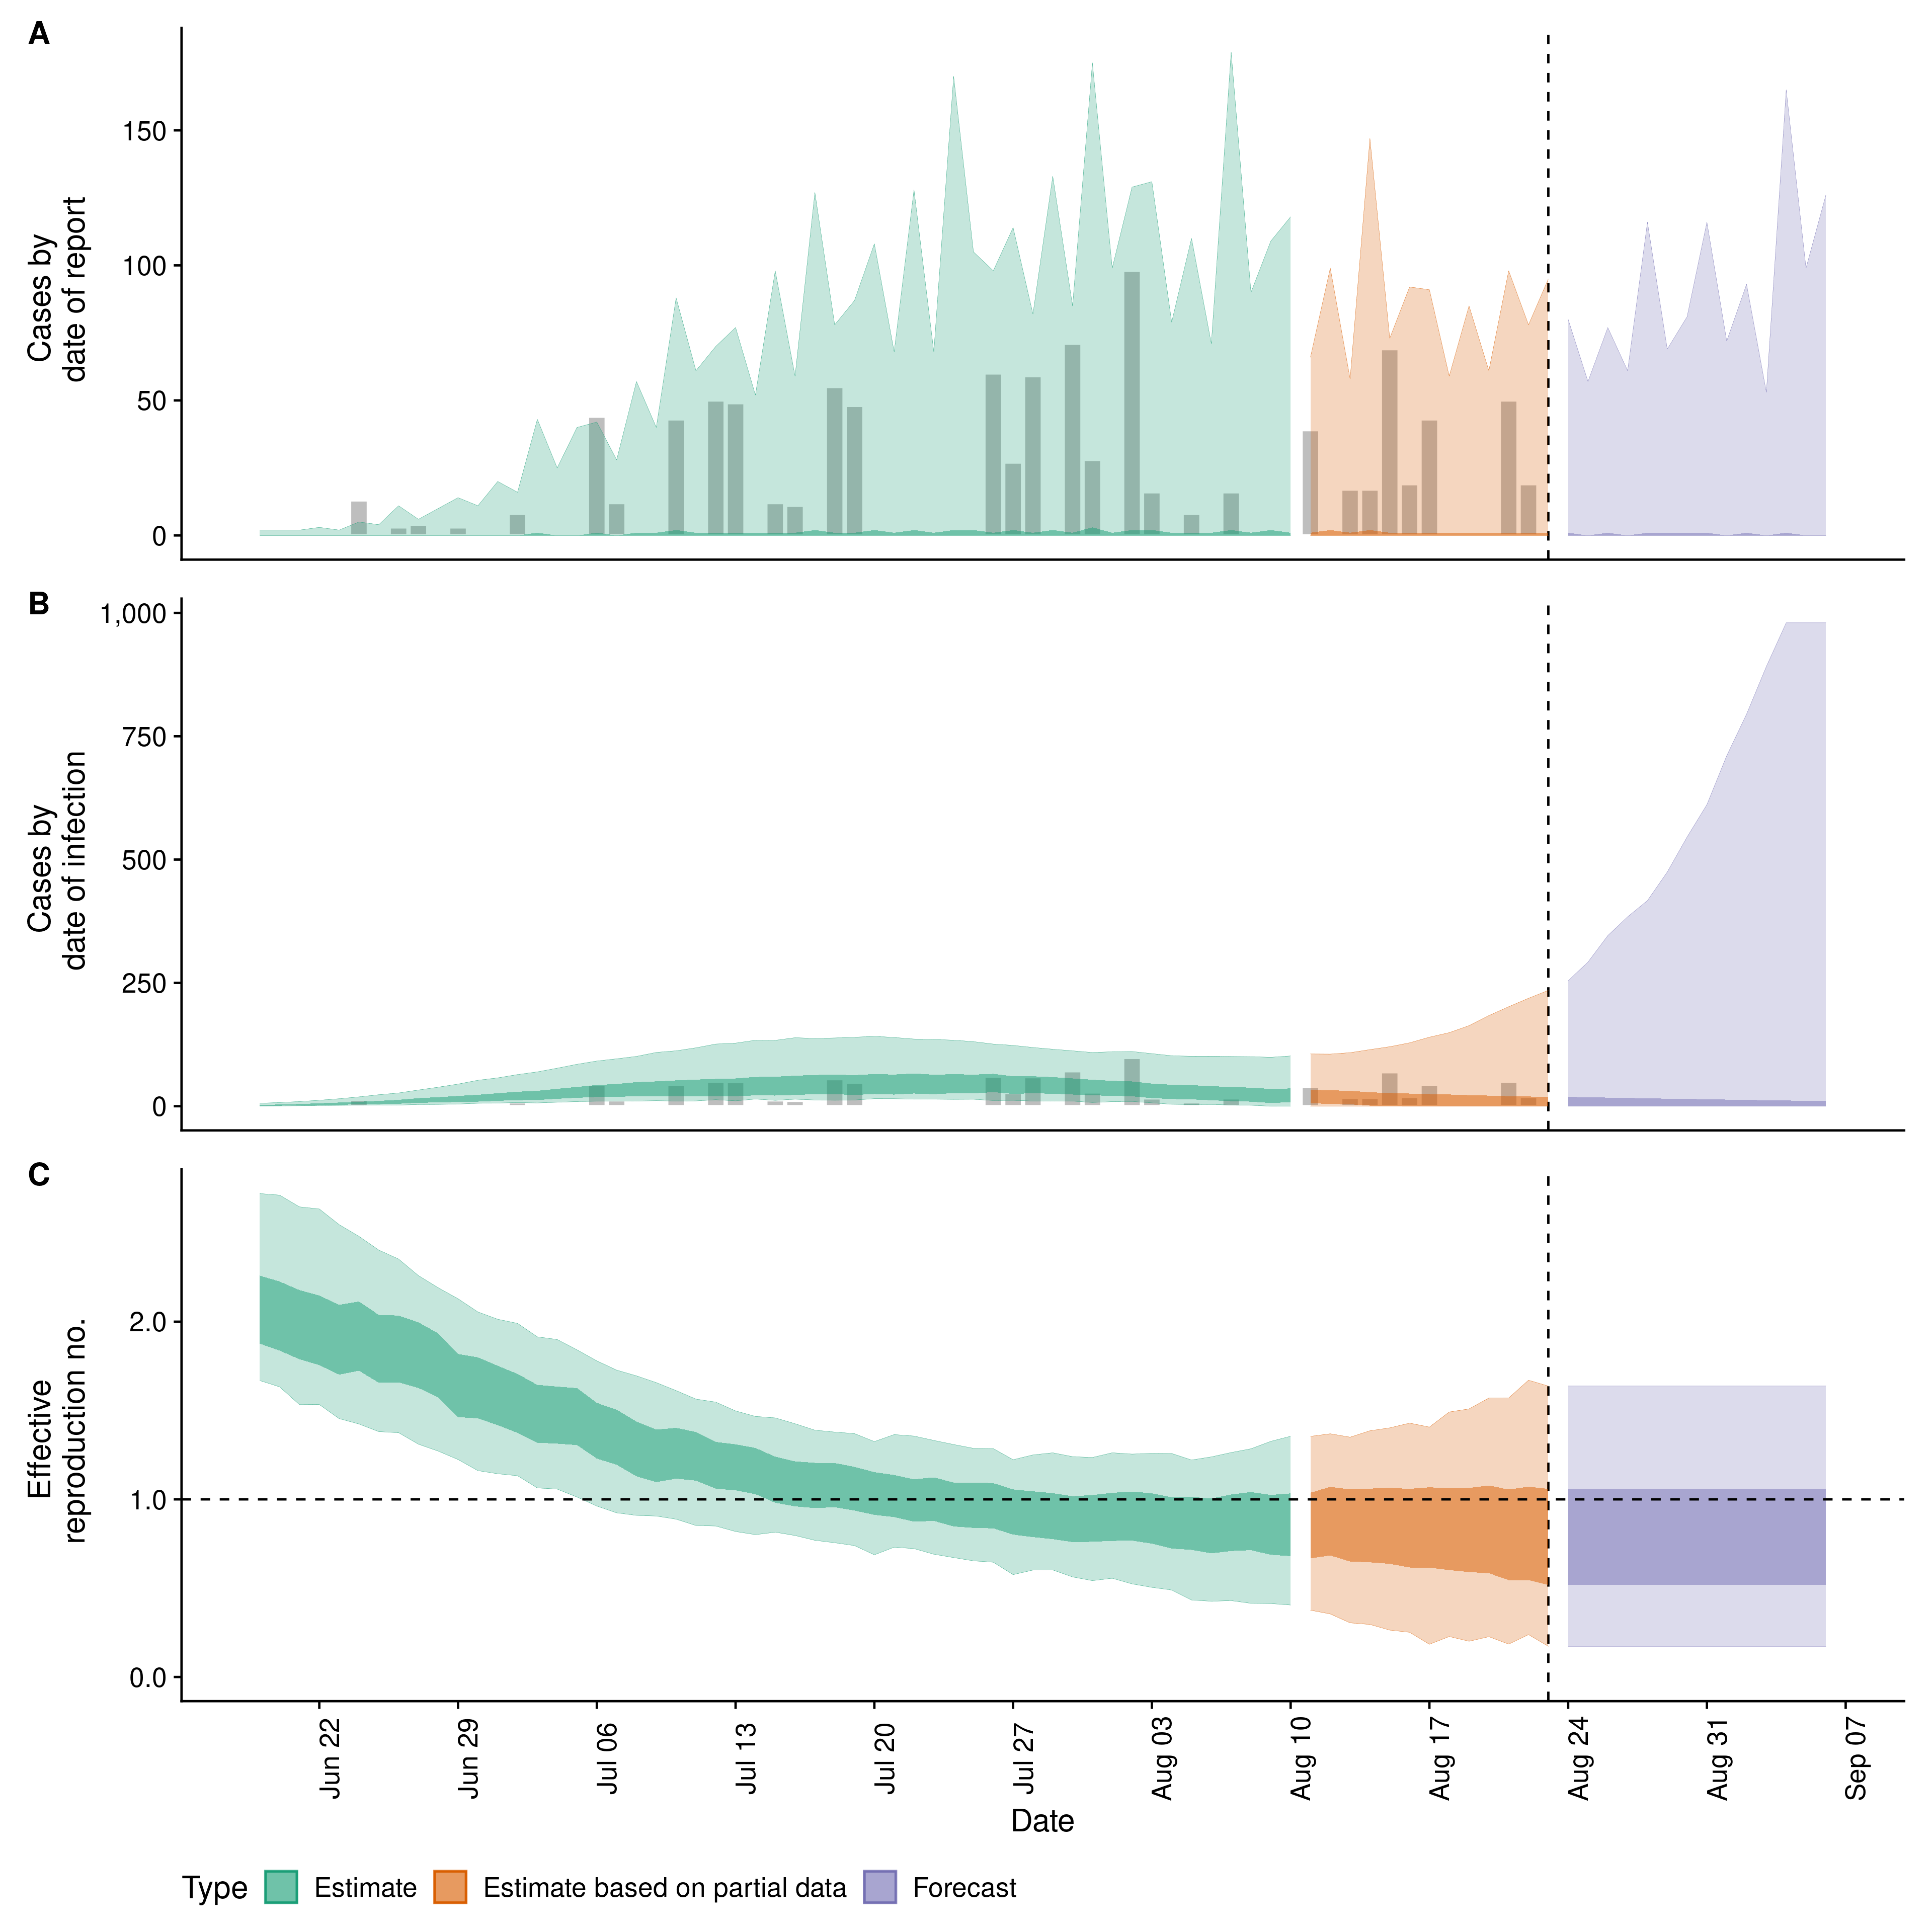 A
Cases by
date of report
150
100
50
0
B
Cases by
date of infection
1,000
750
500
250
0
C
Effective
reproduction no.
2.0
1.0
0.0
Jun 22
Jun 29
Jul 06
Jul 13
Jul 20
Jul 27
Aug 03
Aug 10
Aug 17
Aug 24
Aug 31
Sep 07
Date
Type Estimate Estimate based on partial data Forecast